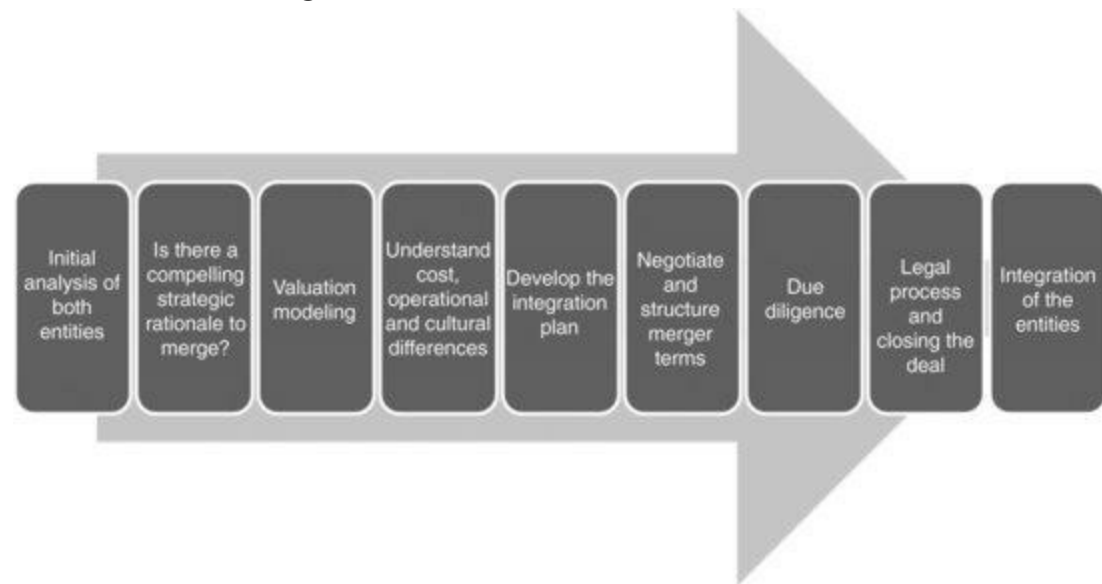 Initial
analysis of
both
entities
Is there a
compelling
strategic
rationale to
merge?
Valuation
modeling
Understand
cost,
operational
and cultural
differences
Develop the
integration
plan
Negotiate
and
structure
merger
terms
Due
diligence
Legal
process
and
closing the
deal
Integration
of the
entities